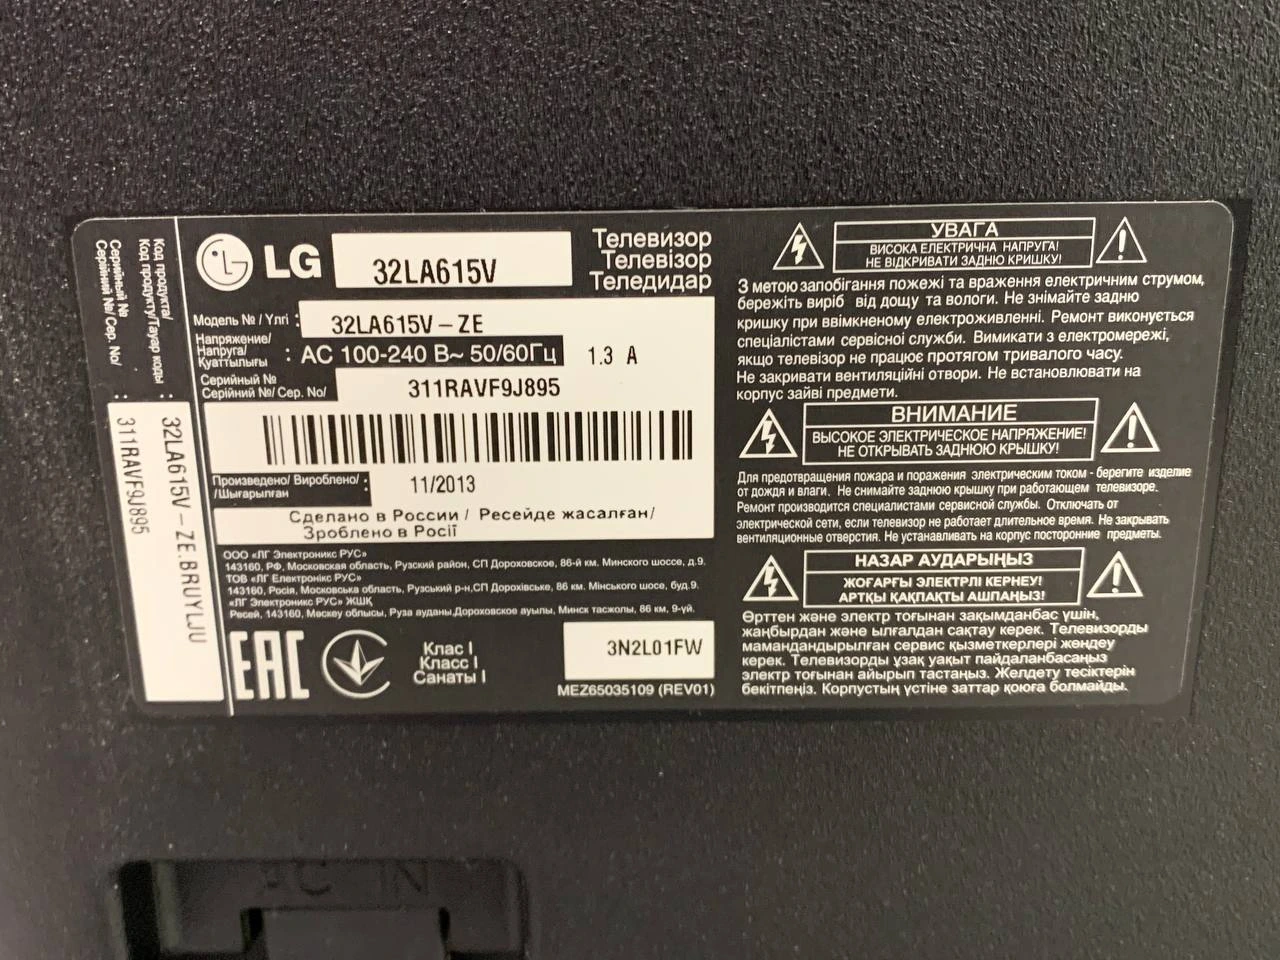 Код продукта/
Код продукту/Тауар коды :
Серийный №
Серійний №/ Сер. No/ :
32LA615V-ZE.BRUYLJU
311RAVF9J895
LG
32LA615V
Телевизор
Телевізор
Теледидар
Модель № / Үлгі :
32LA615V-ZE
Напряжение/
Напруга/
Қуаттылығы
: AC 100-240 В~ 50/60Гц
1.3 A
Серийный №
Серійний №/ Сер. No/
311RAVF9J895
Произведено/ Вироблено/
/Шығарылған :
11/2013
Сделано в России / Ресейде жасалған/
Зроблено в Росії
ООО «ЛГ Электроникс РУС»
143160, РФ, Московская область, Рузский район, СП Дороховское, 86-й км. Минского шоссе, д.9.
ТОВ «ЛГ Електронікс РУС»
143160, Росія, Московська область, Рузський р-н,СП Дорохівське, 86 км. Мінського шосе, буд.9.
«ЛГ Электроникс РУС» ЖШҚ
Ресей, 143160, Мәскеу облысы, Руза ауданы,Дороховское ауылы, Минск тасжолы, 86 км, 9-үй.
EAC
Клас I
Класс I
Санаты I
3N2L01FW
MEZ65035109 (REV01)
УВАГА
ВИСОКА ЕЛЕКТРИЧНА НАПРУГА!
НЕ ВІДКРИВАТИ ЗАДНЮ КРИШКУ!
З метою запобігання пожежі та враження електричним струмом,
бережіть виріб від дощу та вологи. Не знімайте задню
кришку при ввімкненому електроживленні. Ремонт виконується
спеціалістами сервісної служби. Вимикати з електромережі,
якщо телевізор не працює протягом тривалого часу.
Не закривати вентиляційні отвори. Не встановлювати на
корпус зайві предмети.
ВНИМАНИЕ
ВЫСОКОЕ ЭЛЕКТРИЧЕСКОЕ НАПРЯЖЕНИЕ!
НЕ ОТКРЫВАТЬ ЗАДНЮЮ КРЫШКУ!
Для предотвращения пожара и поражения электрическим током - берегите изделие
от дождя и влаги. Не снимайте заднюю крышку при работающем телевизоре.
Ремонт производится специалистами сервисной службы. Отключать от
электрической сети, если телевизор не работает длительное время. Не закрывать
вентиляционные отверстия. Не устанавливать на корпус посторонние предметы.
НАЗАР АУДАРЫҢЫЗ
ЖОҒАРҒЫ ЭЛЕКТРЛІ КЕРНЕУ!
АРТҚЫ ҚАҚПАҚТЫ АШПАҢЫЗ!
Өрттен және электр тоғынан зақымданбас үшін,
жаңбырдан және ылғалдан сақтау керек. Телевизорды
мамандандырылған сервис қызметкерлері жөндеу
керек. Телевизорды ұзақ уақыт пайдаланбасаңыз
электр тоғынан айырып тастаңыз. Желдету тесіктерін
бекітпеңіз. Корпустың үстіне заттар қоюға болмайды.
AC IN